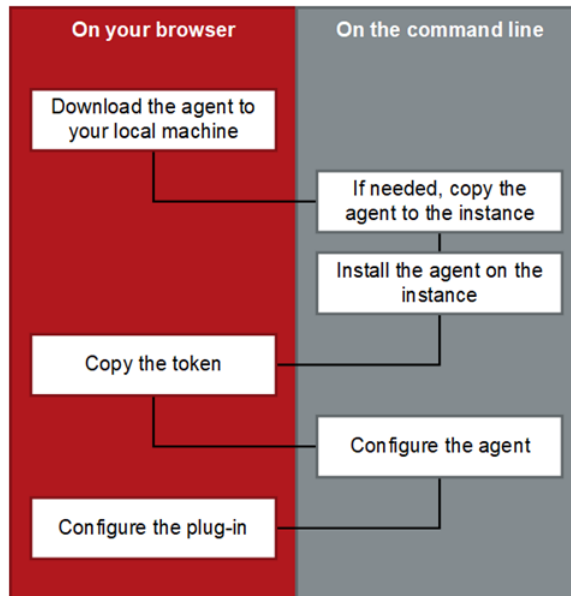 On your browser
On the command line
Download the agent to
your local machine
If needed, copy the
agent to the instance
Install the agent on the
instance
Copy the token
Configure the agent
Configure the plug-in